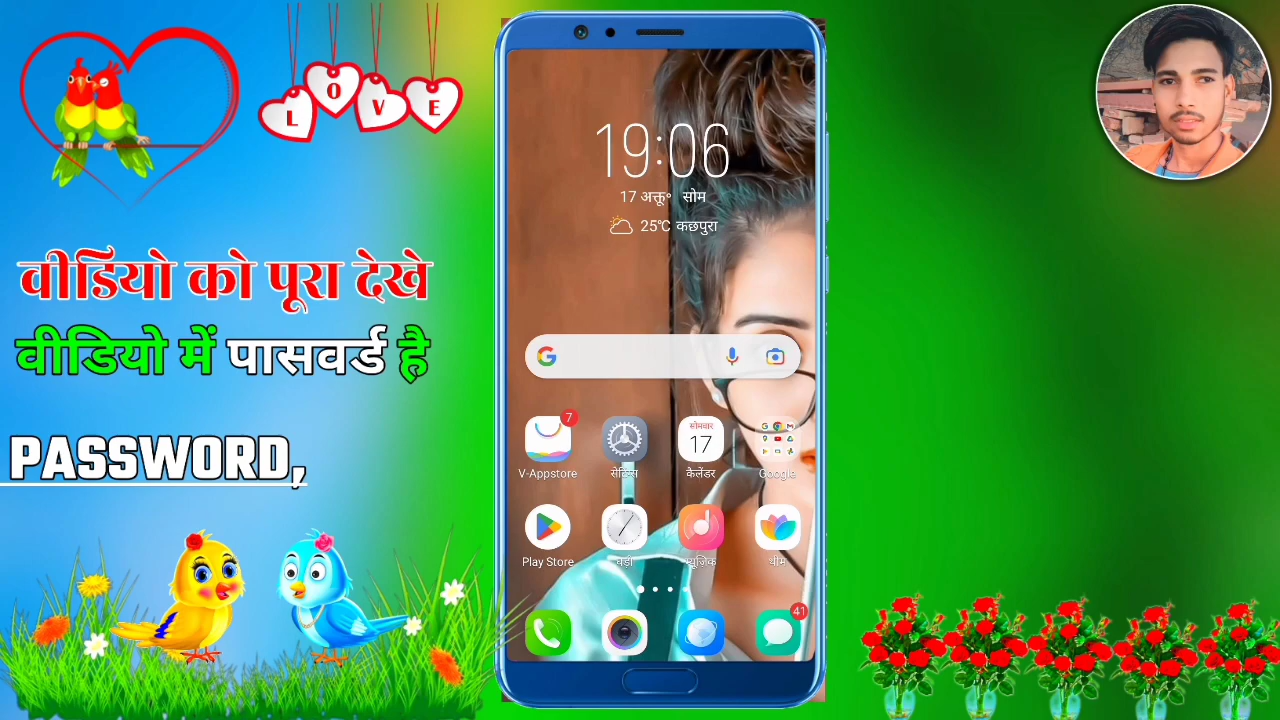 L O V E
वीडियो को पूरा देखे
वीडियो में पासवर्ड है
PASSWORD,
19:06
17 अक्तू॰ सोम
25℃ कछपुरा
7
सोमवार
17
V-Appstore सेटिंग्स कैलेंडर Google
Play Store घड़ी म्यूज़िक थीम
41